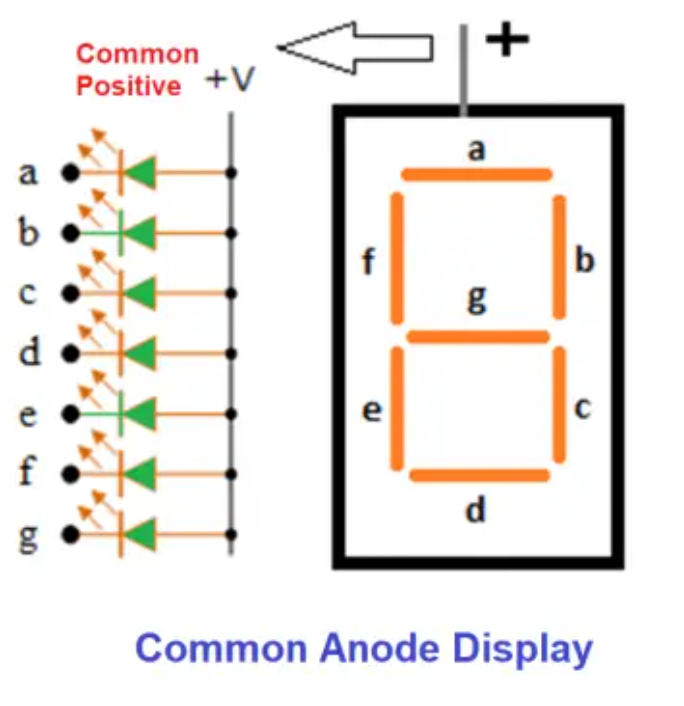 Common
Positive
+V
a
b
c
d
e
f
g
+
a
f
b
g
e
c
d
Common Anode Display